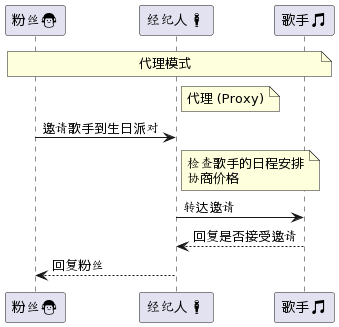 粉丝👩 经纪人🕴 歌手🎵
代理模式
代理 (Proxy)
邀请歌手到生日派对
检查歌手的日程安排
协商价格
转达邀请
回复是否接受邀请
回复粉丝
粉丝👩 经纪人🕴 歌手🎵